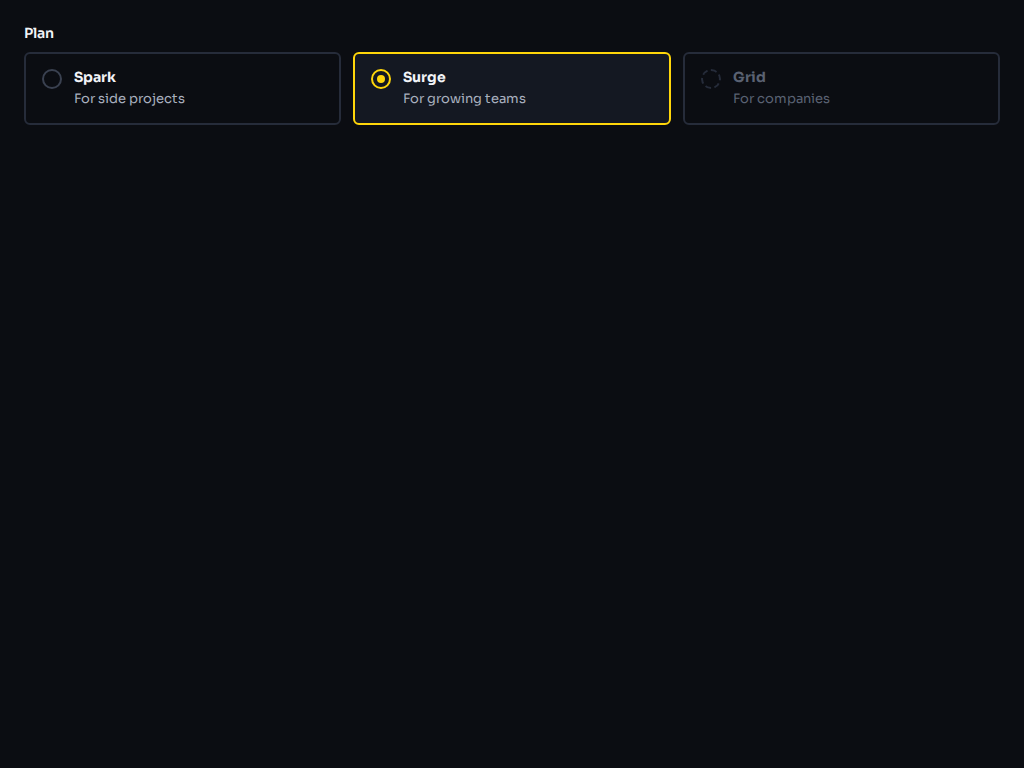 Plan
Spark
For side projects
Surge
For growing teams
Grid
For companies